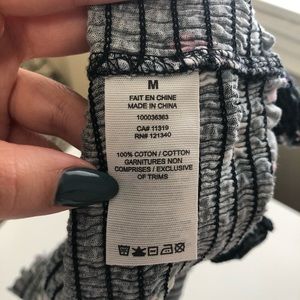 M
FAIT EN CHINE
MADE IN CHINA
100036363
CA# 11319
RN# 121340
100% COTON / COTTON
GARNITURES NON
COMPRISES / EXCLUSIVE
OF TRIMS